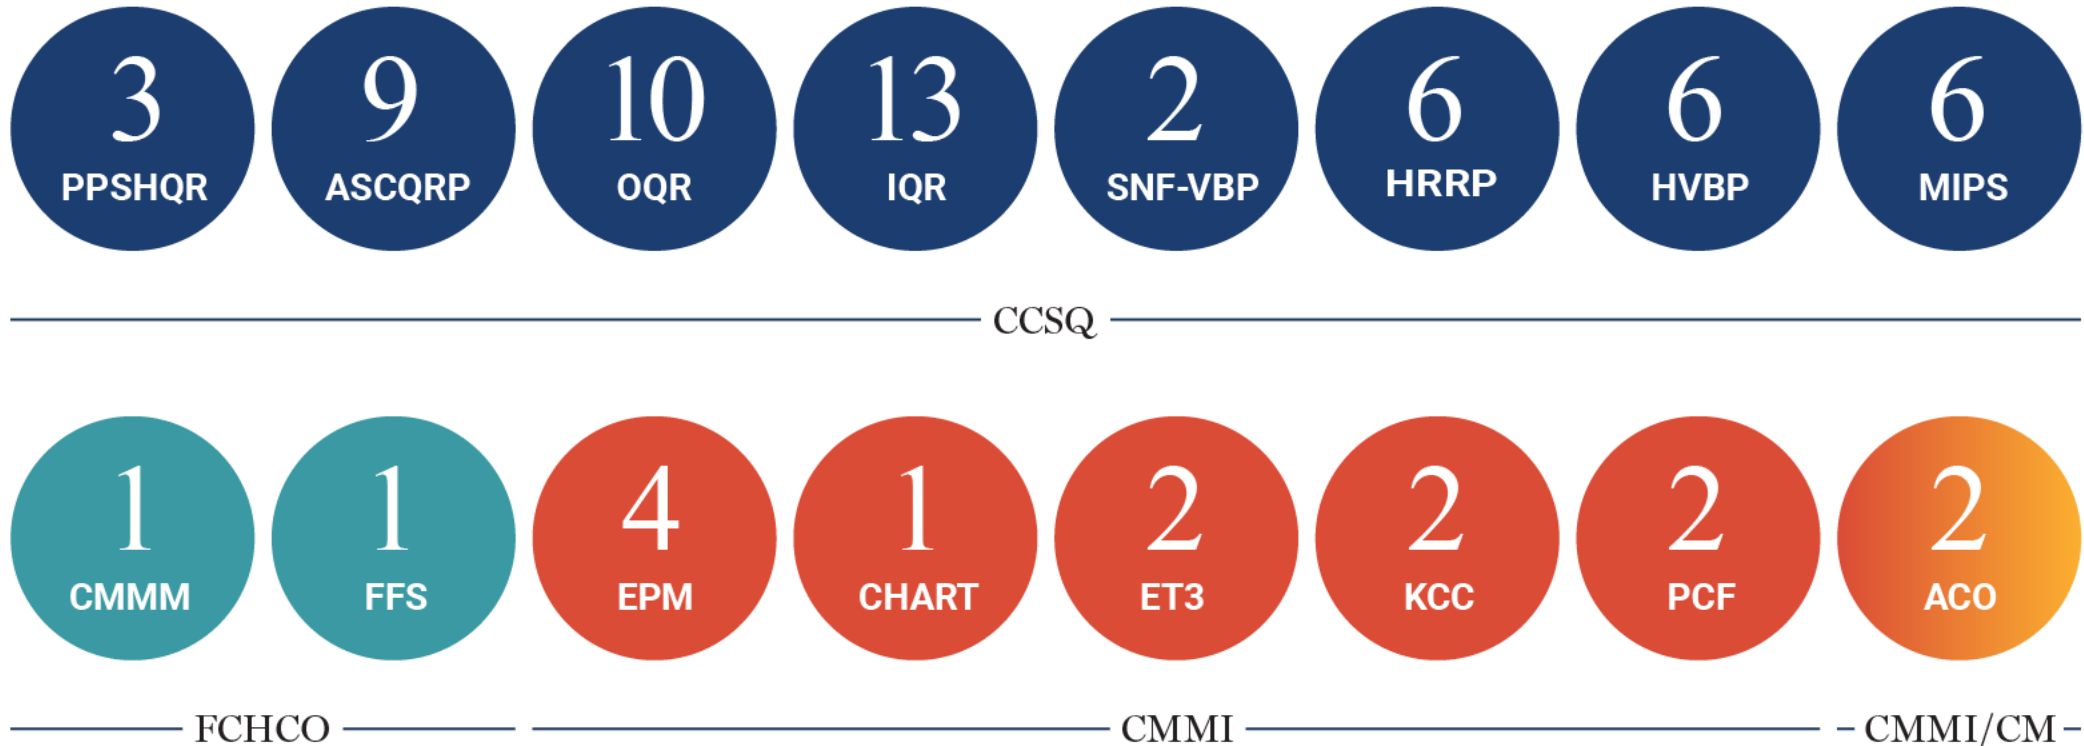 3 9 10 13 2 6 6 6
PPSHQR ASCQRP OQR IQR SNF-VBP HRRP HVBP MIPS
CCSQ
1 1 4 1 2 2 2 2
CMMM FFS EPM CHART ET3 KCC PCF ACO
FCHCO CMMI CMMI/CM